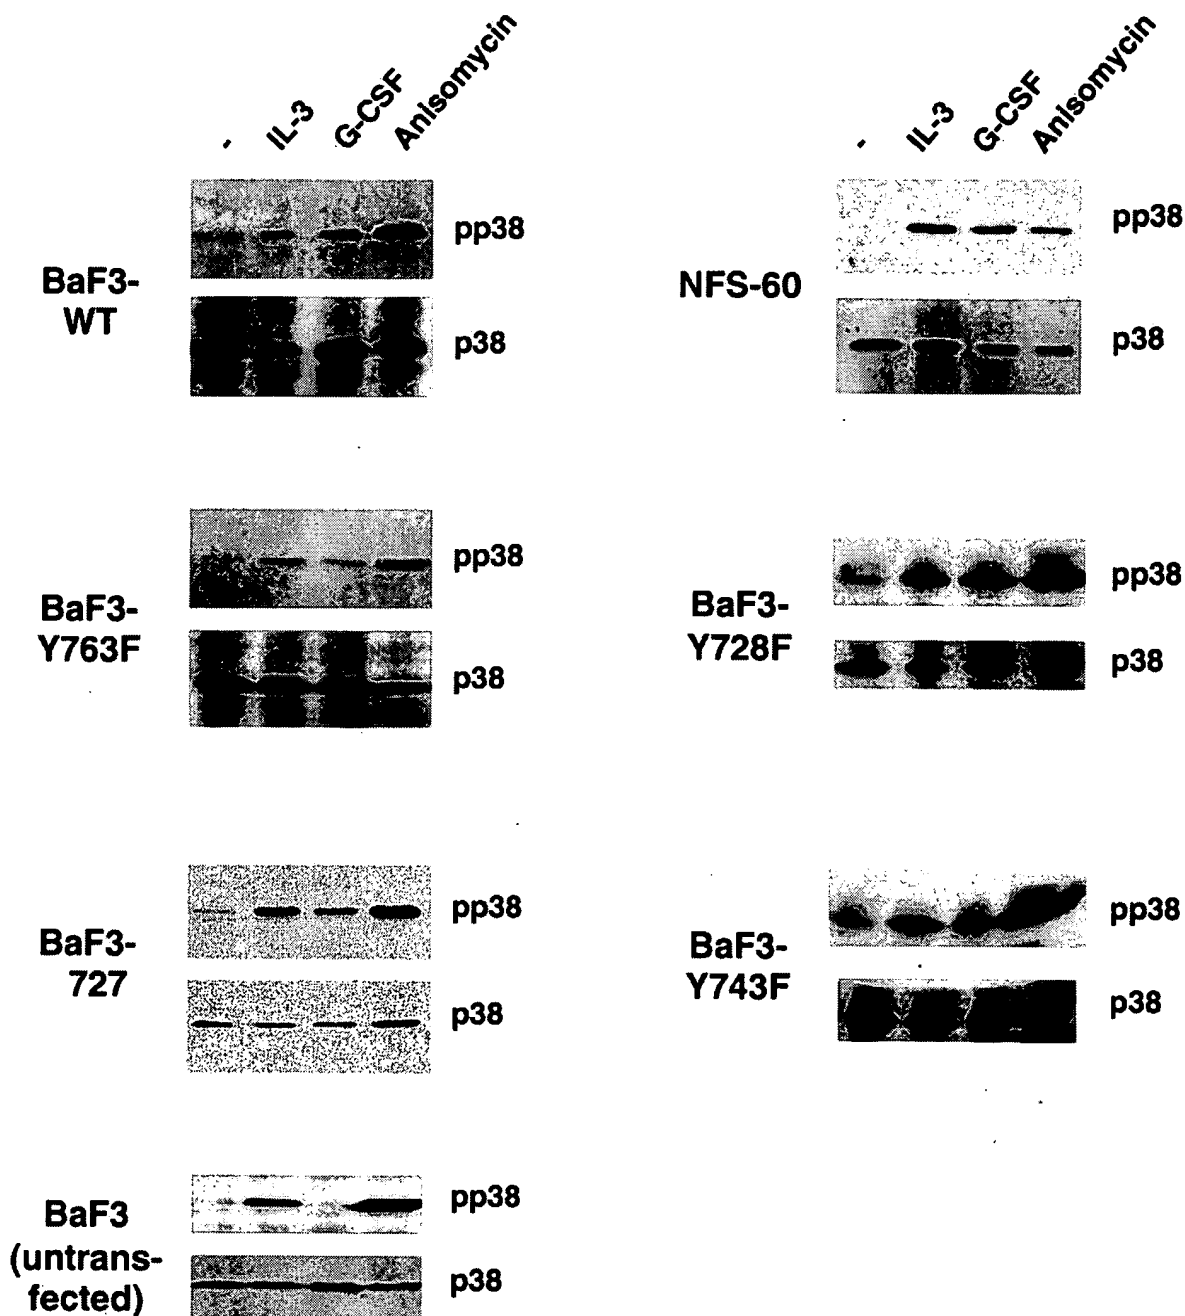 - IL-3 G-CSF Anisomycin
- IL-3 G-CSF Anisomycin
pp38
BaF3-
WT
p38
pp38
NFS-60
p38
pp38
BaF3-
Y763F
p38
pp38
BaF3-
Y728F
p38
pp38
BaF3-
727
p38
pp38
BaF3-
Y743F
p38
pp38
BaF3
(untrans-
fected)
p38